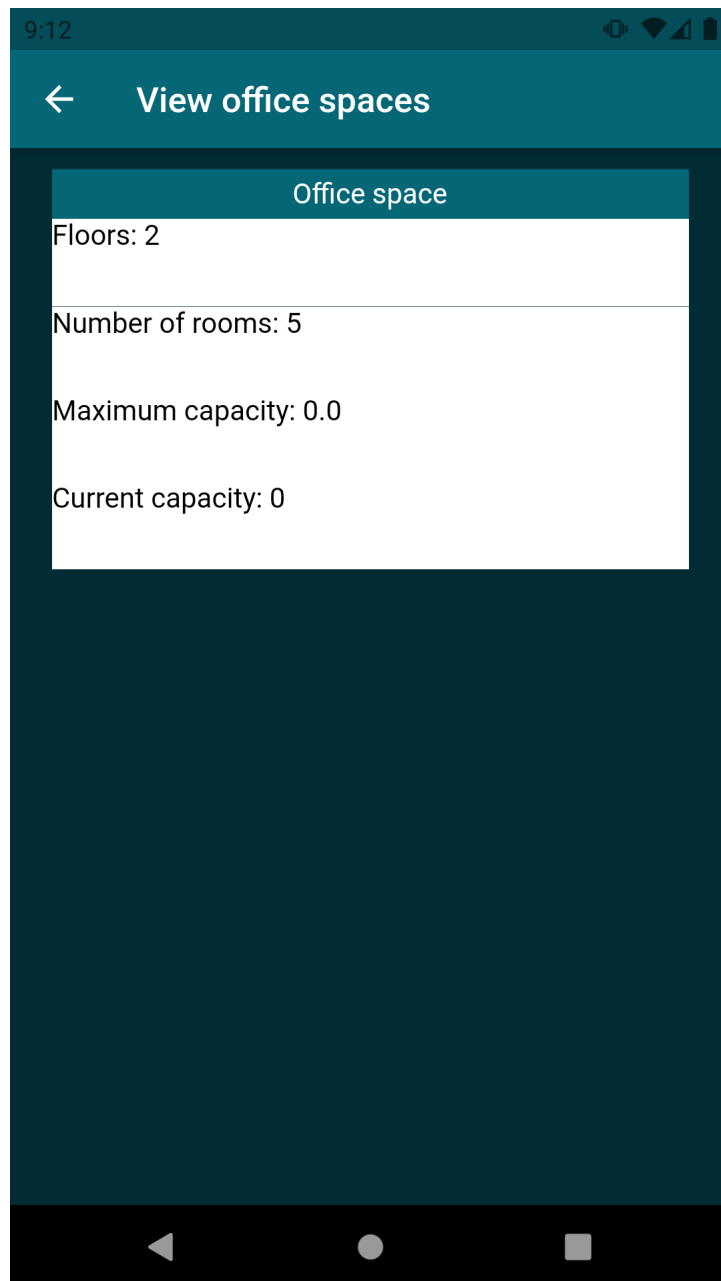 9:12
View office spaces
Office space
Floors: 2
Number of rooms: 5
Maximum capacity: 0.0
Current capacity: 0